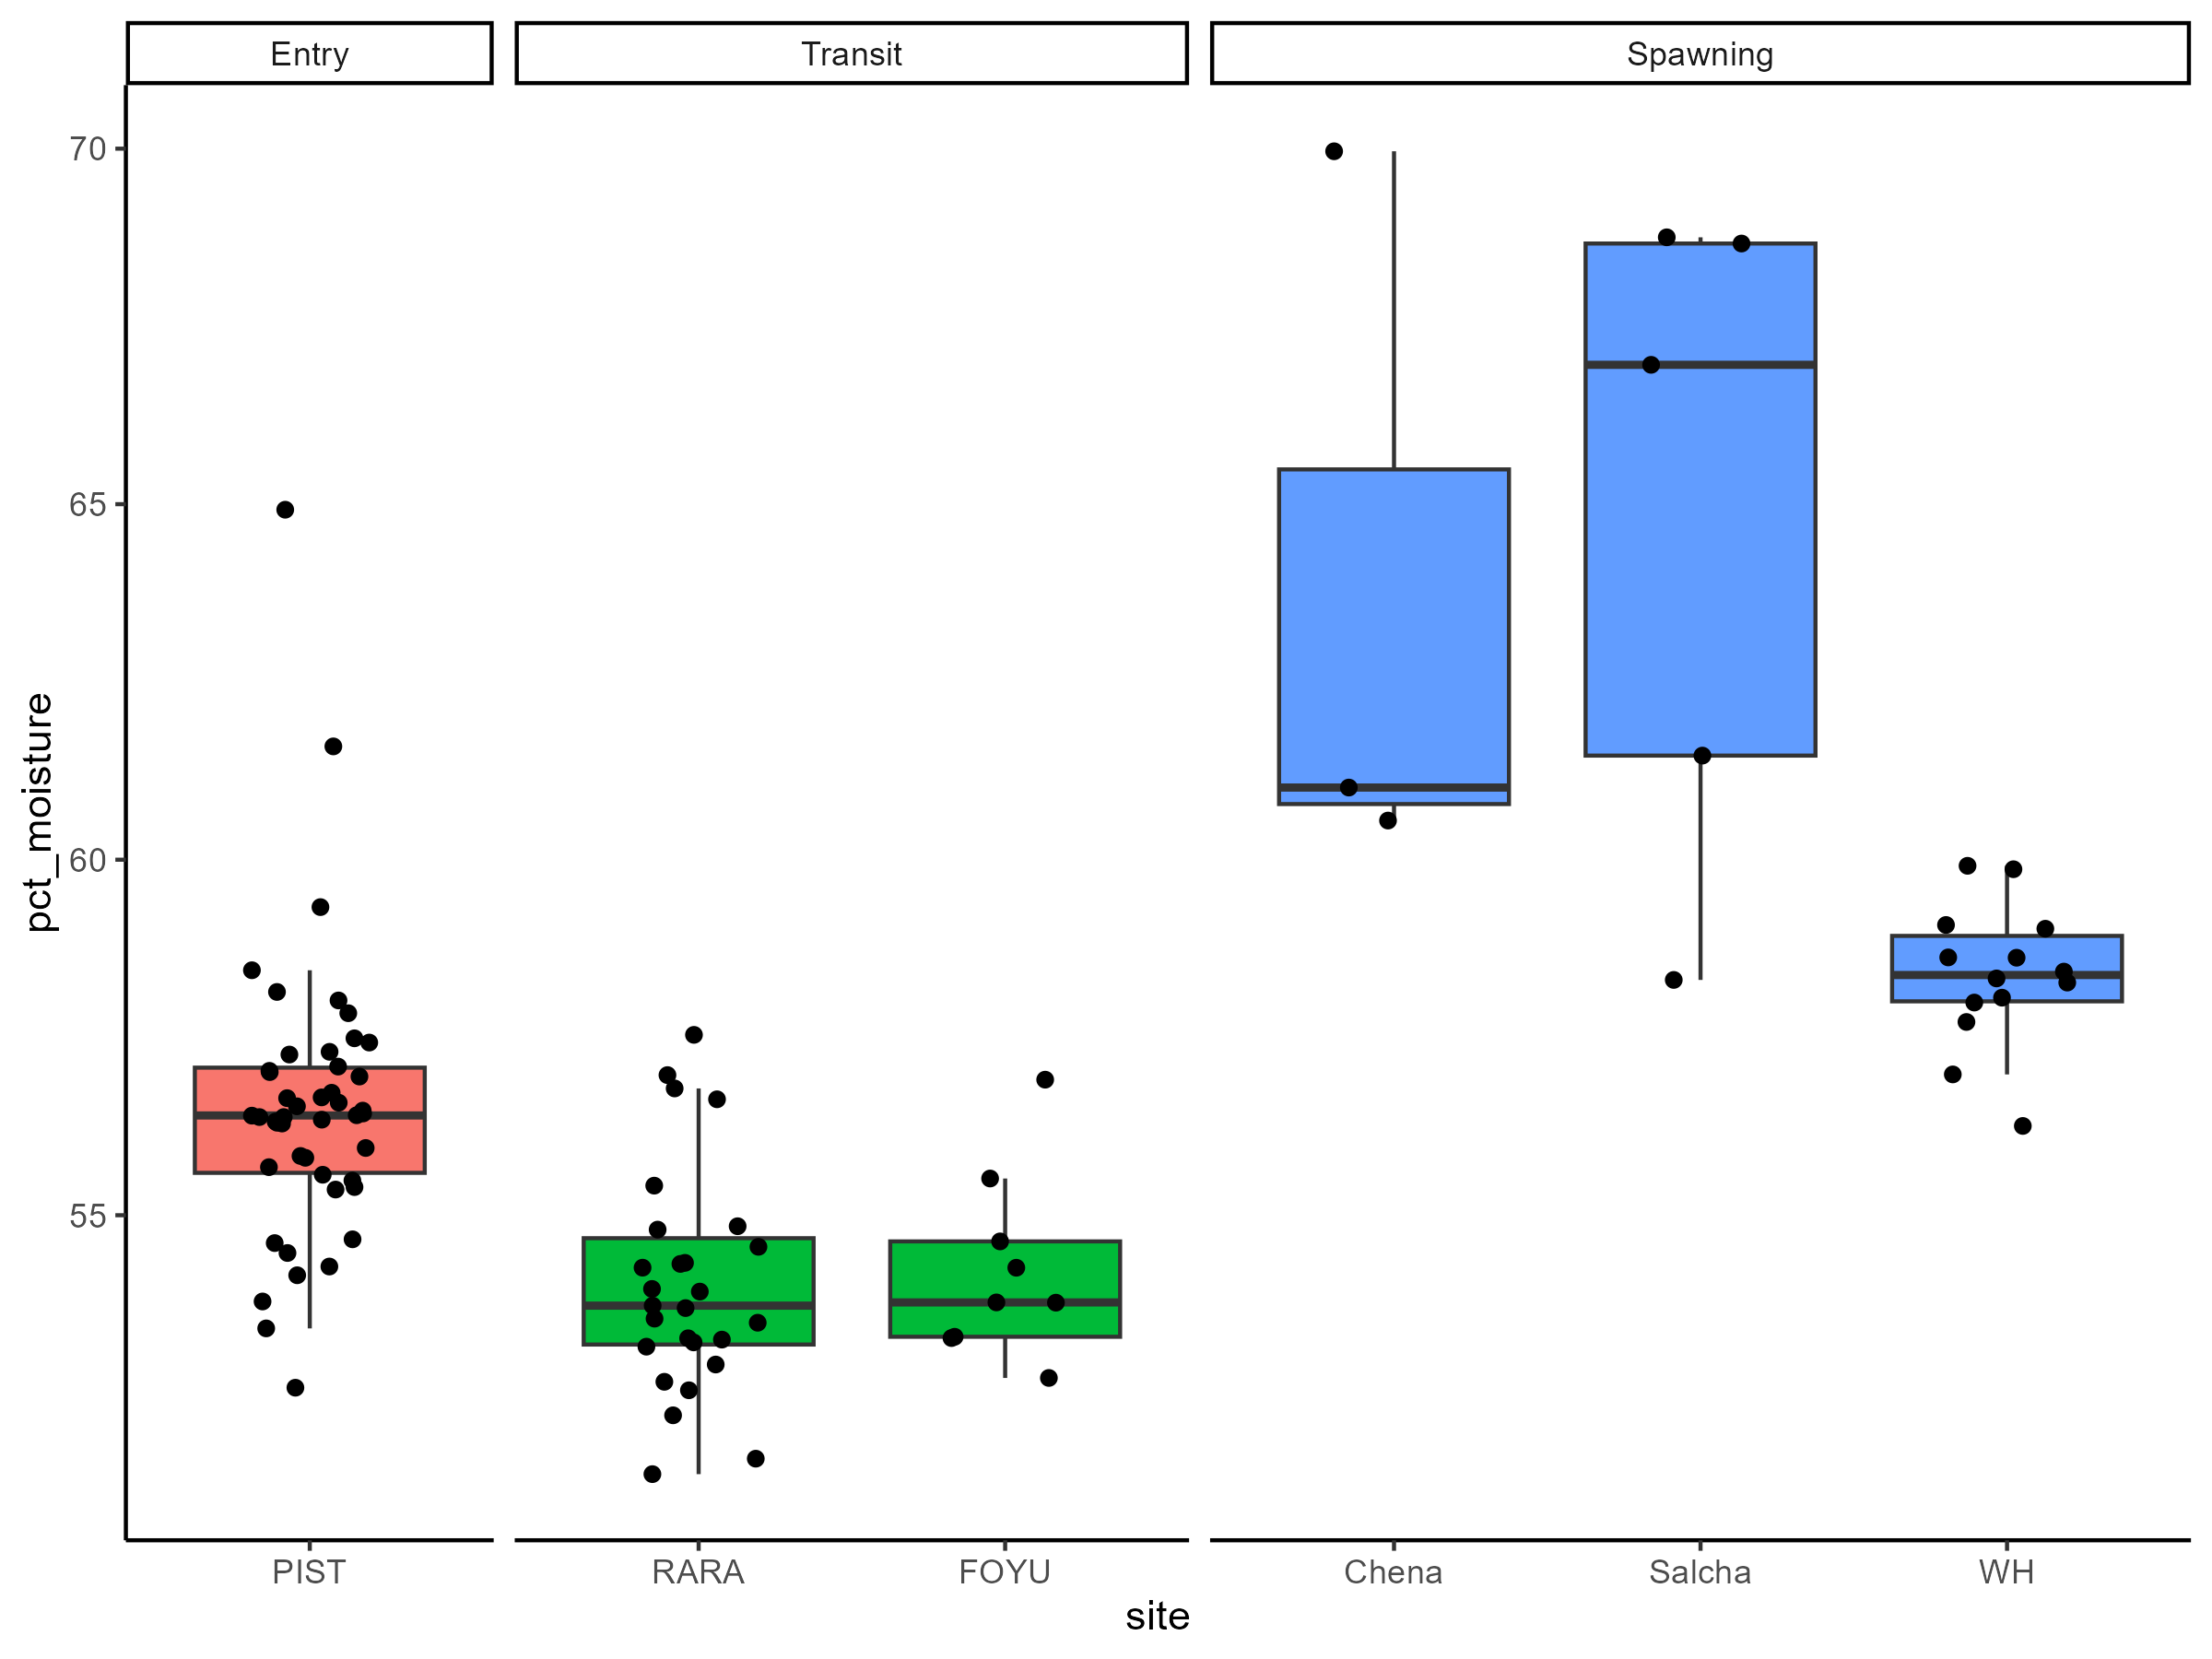 Entry Transit Spawning
70
65
60
55
pct_moisture
PIST RARA FOYU Chena Salcha WH
site